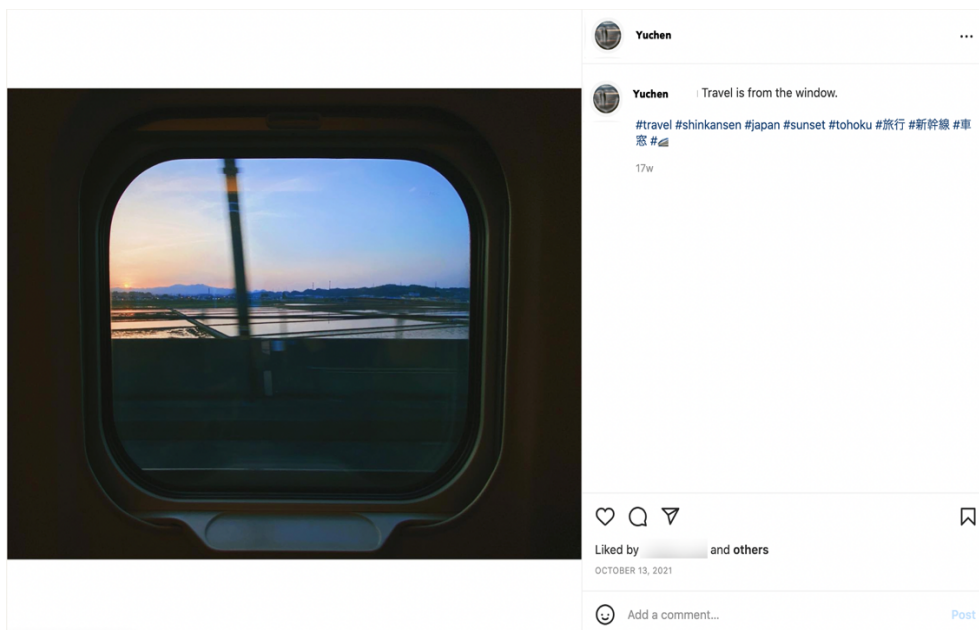 Yuchen
Yuchen Travel is from the window.
#travel #shinkansen #japan #sunset #tohoku #旅行 #新幹線 #車
窓 #🚄
17w
Liked by and others
OCTOBER 13, 2021
Add a comment... Post